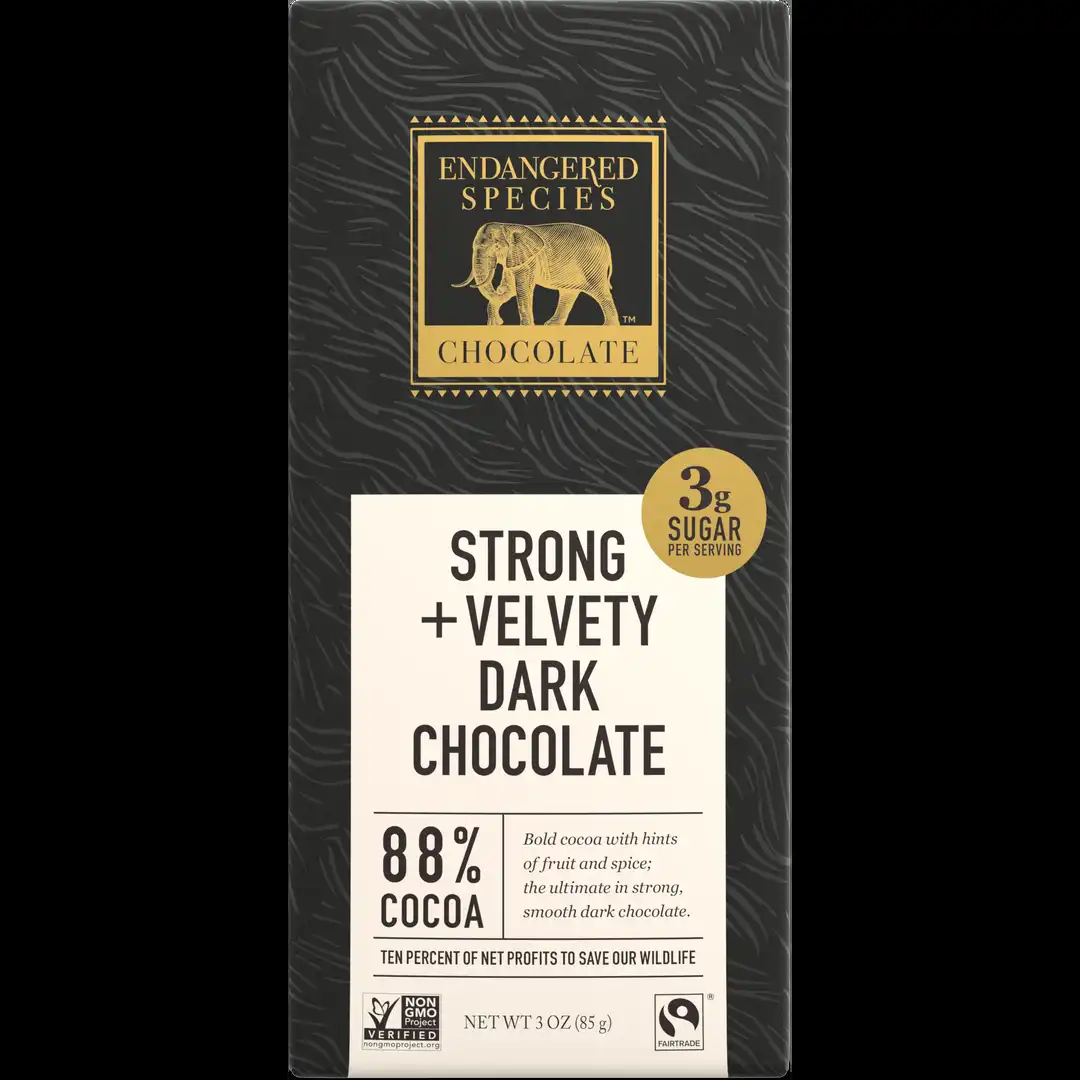 ENDANGERED
SPECIES
TM
CHOCOLATE
3g
SUGAR
PER SERVING
STRONG
+VELVETY
DARK
CHOCOLATE
88%
COCOA
Bold cocoa with hints
of fruit and spice;
the ultimate in strong,
smooth dark chocolate.
TEN PERCENT OF NET PROFITS TO SAVE OUR WILDLIFE
NON
GMO
Project
VERIFIED
nongmoproject.org
NET WT 3 OZ (85 g)
®
FAIRTRADE